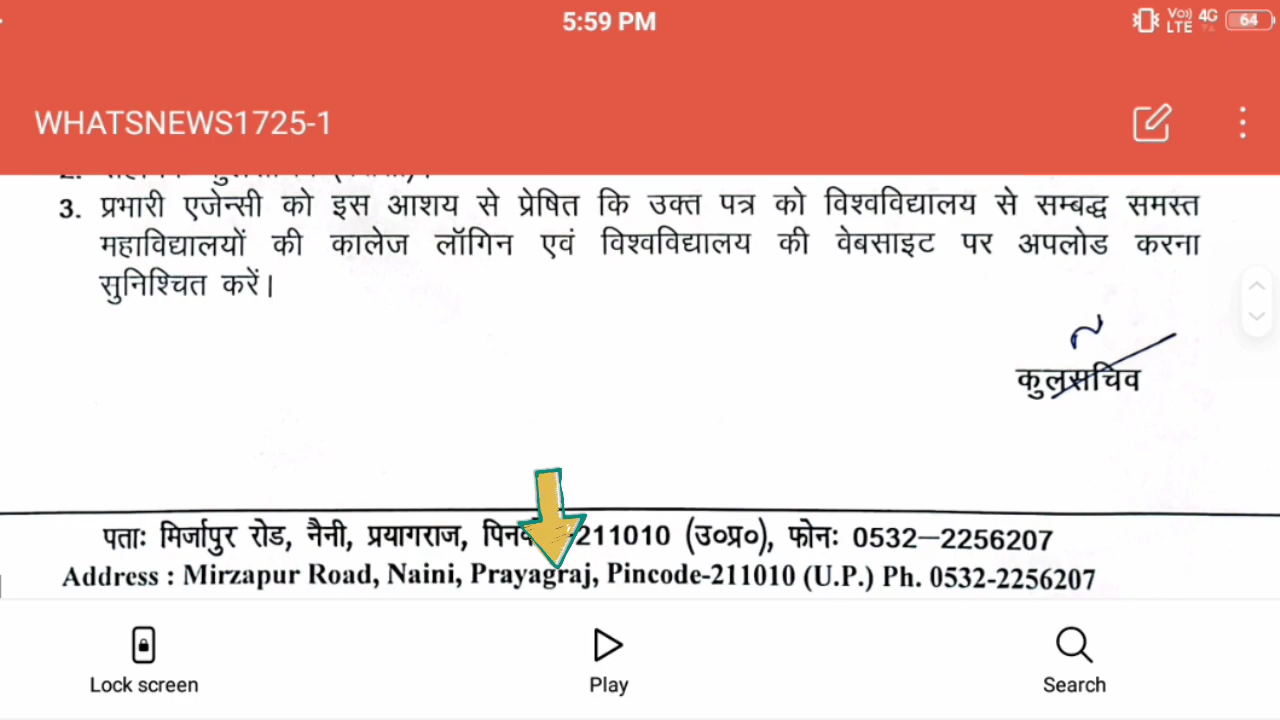 5:59 PM
VoLTE 4G 64
WHATSNEWS1725-1
3. प्रभारी एजेन्सी को इस आशय से प्रेषित कि उक्त पत्र को विश्वविद्यालय से सम्बद्ध समस्त
महाविद्यालयों की कालेज लॉगिन एवं विश्वविद्यालय की वेबसाइट पर अपलोड करना
सुनिश्चित करें।
कुलसचिव
पताः मिर्जापुर रोड, नैनी, प्रयागराज, -211010 (उ०प्र०), फोनः 0532–2256207
Address : Mirzapur Road, Naini, Prayagraj, Pincode-211010 (U.P.) Ph. 0532-2256207
Lock screen
Play
Search